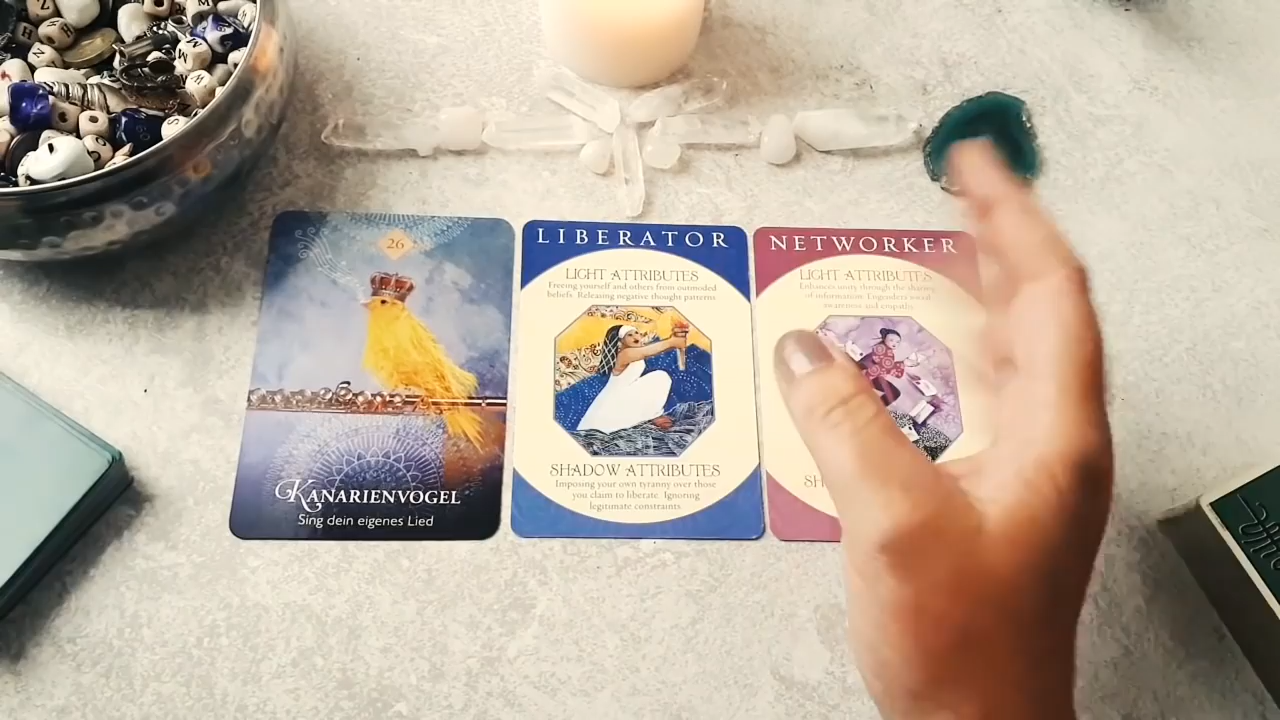 26
KANARIENVOGEL
Sing dein eigenes Lied
LIBERATOR
LIGHT ATTRIBUTES
Freeing yourself and others from outmoded
beliefs. Releasing negative thought patterns
SHADOW ATTRIBUTES
Imposing your own tyranny over those
you claim to liberate. Ignoring
legitimate constraints.
NETWORKER
LIGHT ATTRIBUTES
Enhances unity through the sharing
of information. Engenders social
awareness and empathy.
SH